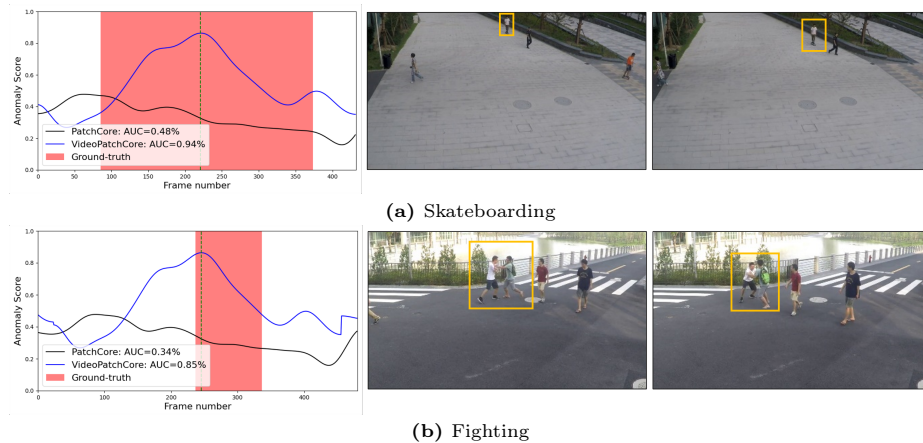 Anomaly Score
1.0
0.8
0.6
0.4
0.2
0.0
PatchCore: AUC=0.48%
VideoPatchCore: AUC=0.94%
Ground-truth
0 50 100 150 200 250 300 350 400
Frame number
(a) Skateboarding
Anomaly Score
1.0
0.8
0.6
0.4
0.2
0.0
PatchCore: AUC=0.34%
VideoPatchCore: AUC=0.85%
Ground-truth
0 100 200 300 400
Frame number
(b) Fighting